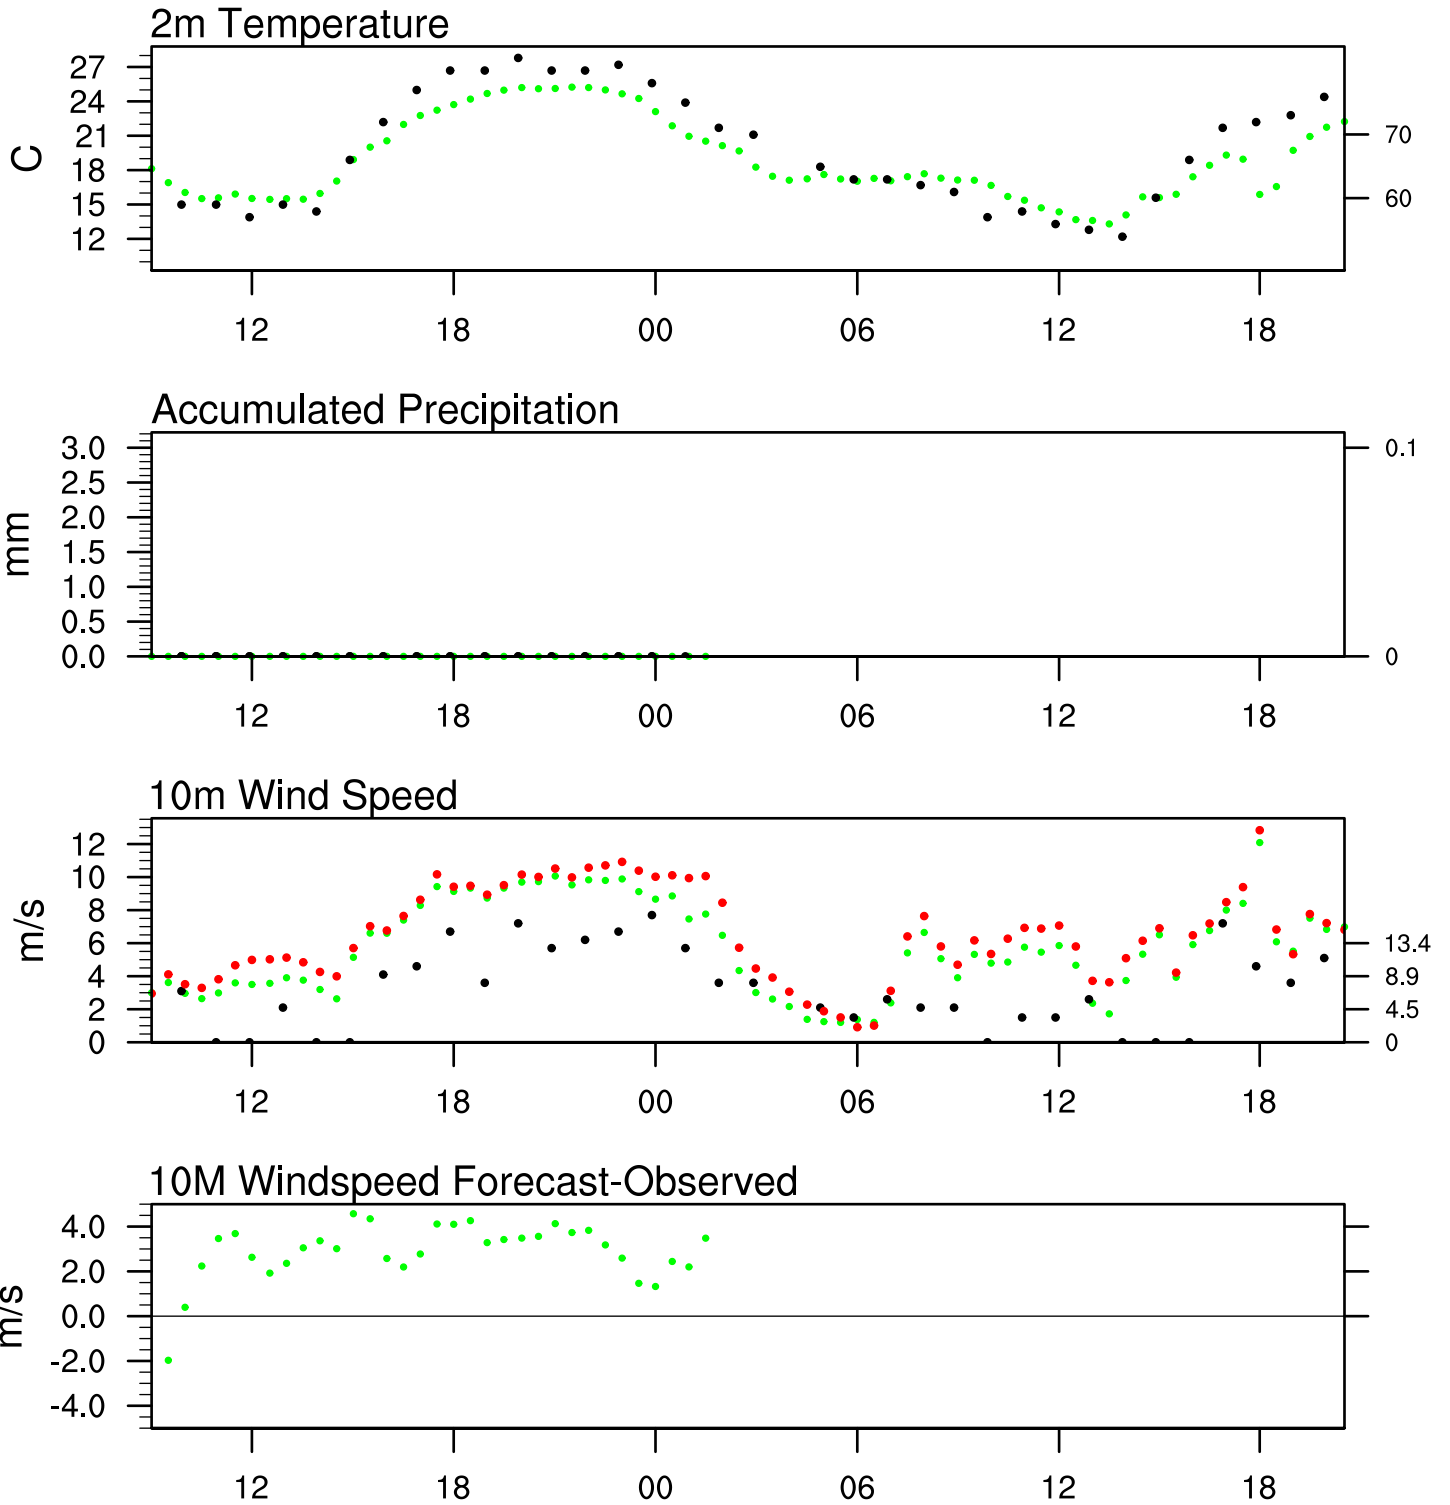 2m Temperature
27
24
21
18
15
12
C
70
60
12 18 00 06 12 18
Accumulated Precipitation
3.0
2.5
2.0
1.5
1.0
0.5
0.0
mm
0.1
0
12 18 00 06 12 18
10m Wind Speed
12
10
8
6
4
2
0
m/s
13.4
8.9
4.5
0
12 18 00 06 12 18
10M Windspeed Forecast-Observed
4.0
2.0
0.0
-2.0
-4.0
m/s
12 18 00 06 12 18